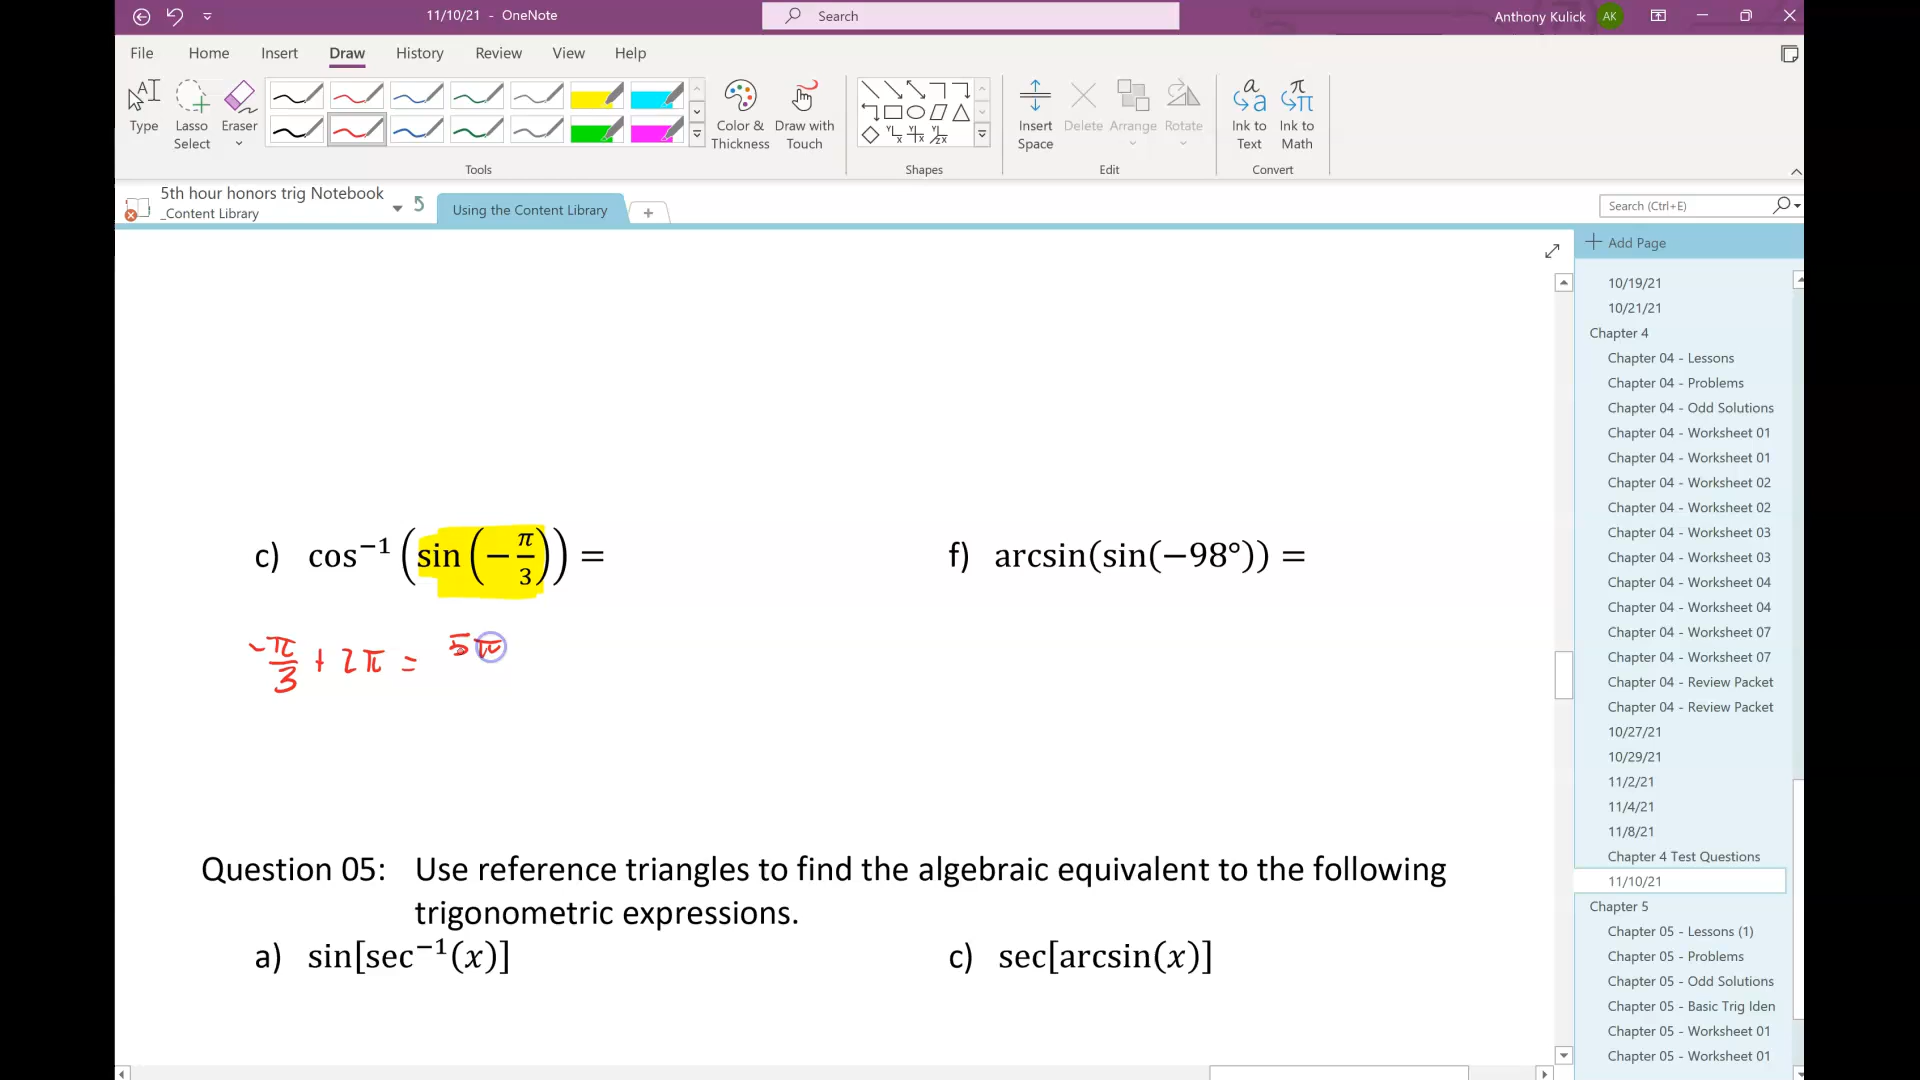 11/10/21 - OneNote
Search
Anthony Kulick
AK
File Home Insert Draw History Review View Help
Type
Lasso Select
Eraser
Color & Thickness
Draw with Touch
Insert Space
Delete
Arrange
Rotate
Ink to Text
Ink to Math
Tools
Shapes
Edit
Convert
5th hour honors trig Notebook
_Content Library
Using the Content Library
Search (Ctrl+E)
Add Page
10/19/21
10/21/21
Chapter 4
Chapter 04 - Lessons
Chapter 04 - Problems
Chapter 04 - Odd Solutions
Chapter 04 - Worksheet 01
Chapter 04 - Worksheet 01
Chapter 04 - Worksheet 02
Chapter 04 - Worksheet 02
Chapter 04 - Worksheet 03
Chapter 04 - Worksheet 03
Chapter 04 - Worksheet 04
Chapter 04 - Worksheet 04
Chapter 04 - Worksheet 07
Chapter 04 - Worksheet 07
Chapter 04 - Review Packet
Chapter 04 - Review Packet
10/27/21
10/29/21
11/2/21
11/4/21
11/8/21
Chapter 4 Test Questions
11/10/21
Chapter 5
Chapter 05 - Lessons (1)
Chapter 05 - Problems
Chapter 05 - Odd Solutions
Chapter 05 - Basic Trig Iden
Chapter 05 - Worksheet 01
Chapter 05 - Worksheet 01
c) cos⁻¹(sin(−π/3)) =
f) arcsin(sin(−98°)) =
-π/3 + 2π = 5π
Question 05: Use reference triangles to find the algebraic equivalent to the following
trigonometric expressions.
a) sin[sec⁻¹(x)]
c) sec[arcsin(x)]